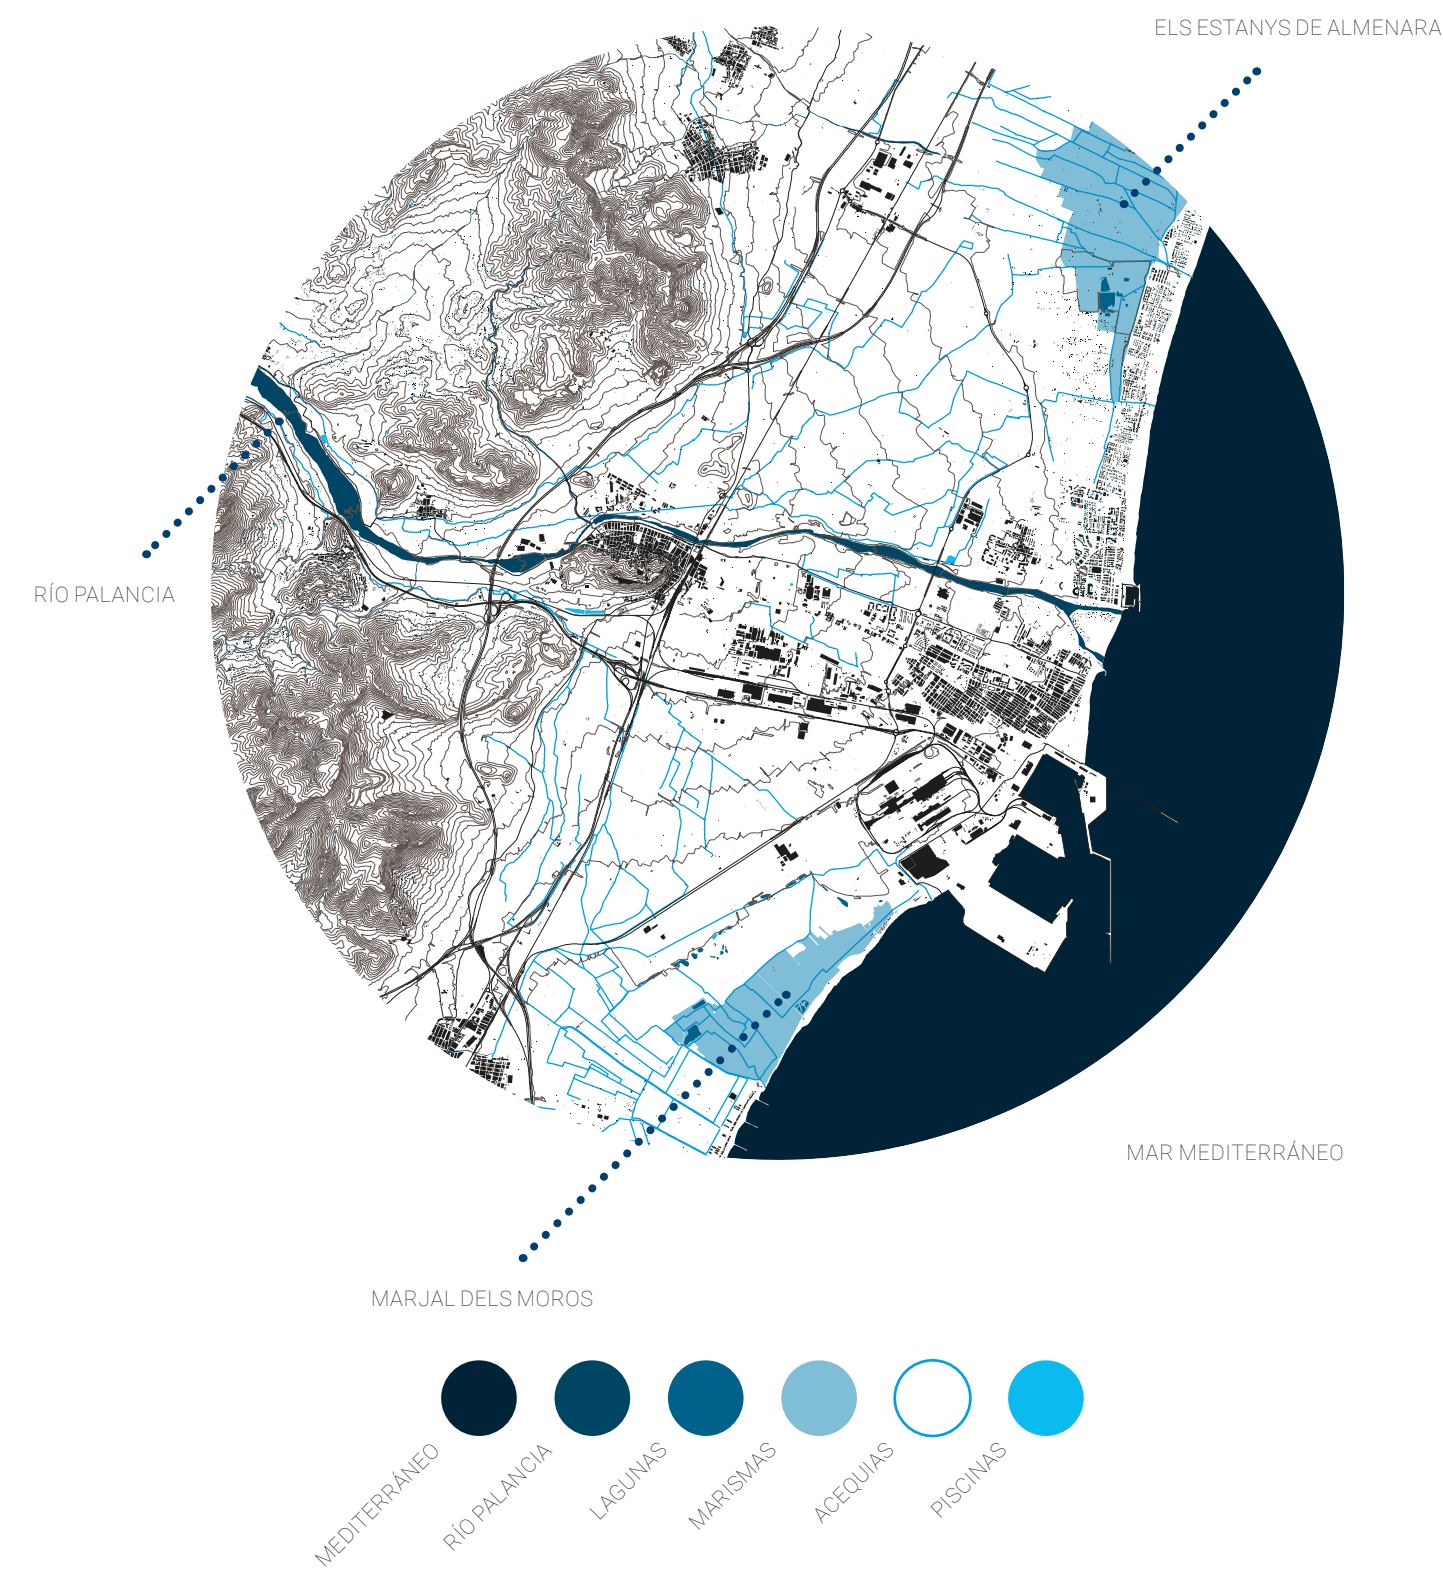 ELS ESTANYS DE ALMENARA
RÍO PALANCIA
MAR MEDITERRÁNEO
MARJAL DELS MOROS
MEDITERRÁNEO
RÍO PALANCIA
LAGUNAS
MARISMAS
ACEQUIAS
PISCINAS